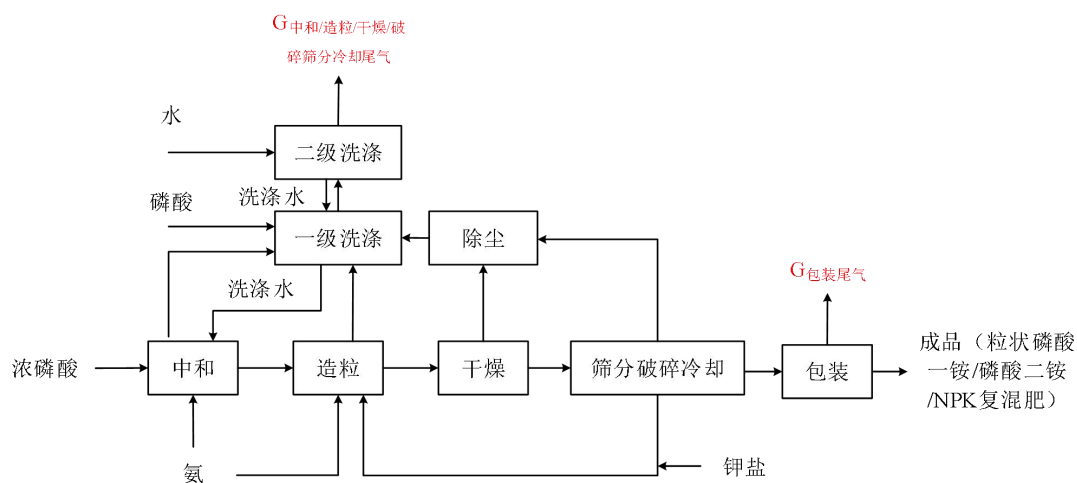 G中和/造粒/干燥/破
碎筛分冷却尾气
水
二级洗涤
洗涤水
磷酸
一级洗涤
除尘
洗涤水
G包装尾气
浓磷酸
中和
造粒
干燥
筛分破碎冷却
包装
成品（粒状磷酸
一铵/磷酸二铵
/NPK复混肥）
氨
钾盐